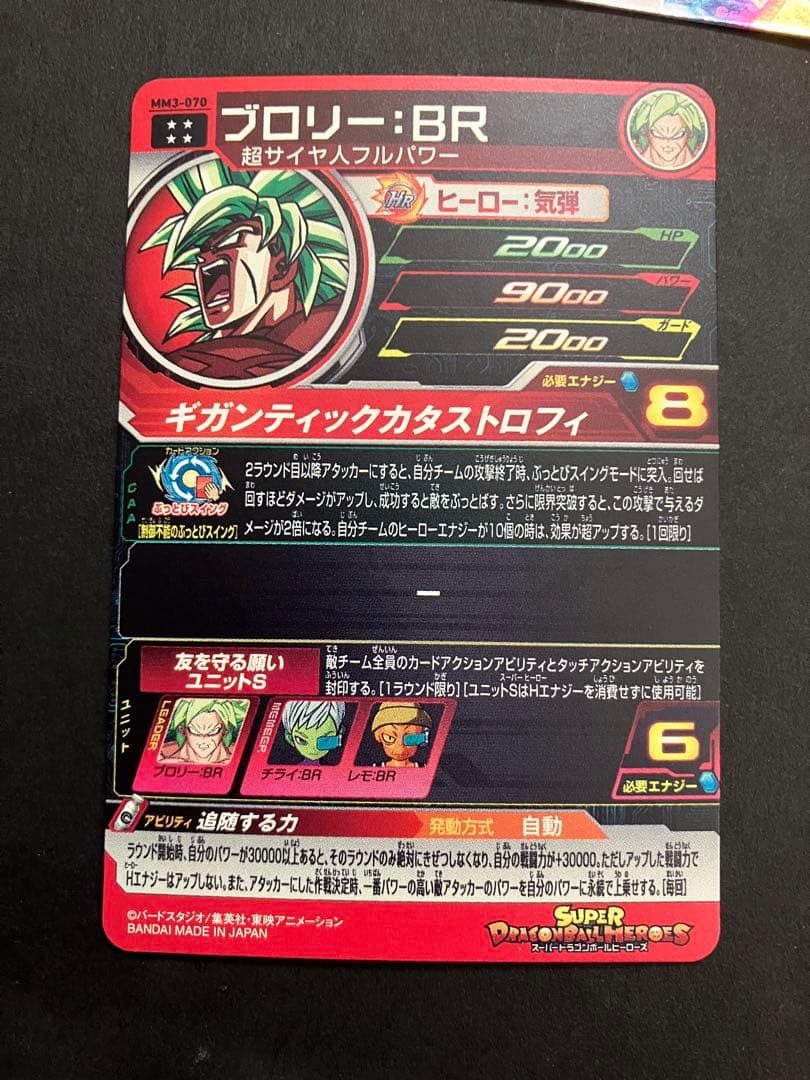 MM3-070
ブロリー:BR
超サイヤ人フルパワー
HR ヒーロー:気弾
HP
2000
パワー
9000
ガード
2000
必要エナジー
8
ギガンティックカタストロフィ
CAA
カードアクション
ぶっとびスイング
[制御不能のぶっとびスイング]
2ラウンド目以降アタッカーにすると、自分チームの攻撃終了時、ぶっとびスイングモードに突入。回せば
回すほどダメージがアップし、成功すると敵をぶっとばす。さらに限界突破すると、この攻撃で与えるダ
メージが2倍になる。自分チームのヒーローエナジーが10個の時は、効果が超アップする。[1回限り]
ー
ユニット
友を守る願い
ユニットS
敵チーム全員のカードアクションアビリティとタッチアクションアビリティを
封印する。[1ラウンド限り][ユニットSはHエナジーを消費せずに使用可能]
LEADER
ブロリー:BR
MEMBER
チライ:BR
レモ:BR
6
必要エナジー
アビリティ 追随する力
発動方式 自動
ラウンド開始時、自分のパワーが30000以上あると、そのラウンドのみ絶対にきぜつしなくなり、自分の戦闘力が+30000。ただしアップした戦闘力で
Hエナジーはアップしない。また、アタッカーにした作戦決定時、一番パワーの高い敵アタッカーのパワーを自分のパワーに永続で上乗せする。[毎回]
©バードスタジオ/集英社・東映アニメーション
BANDAI MADE IN JAPAN
SUPER
DRAGONBALL HEROES
スーパードラゴンボールヒーローズ